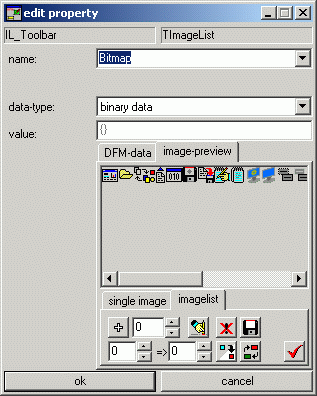 edit property
IL_Toolbar TImageList
name: Bitmap
data-type: binary data
value: {}
DFM-data image-preview
010
single image imagelist
0
0 => 0
ok cancel